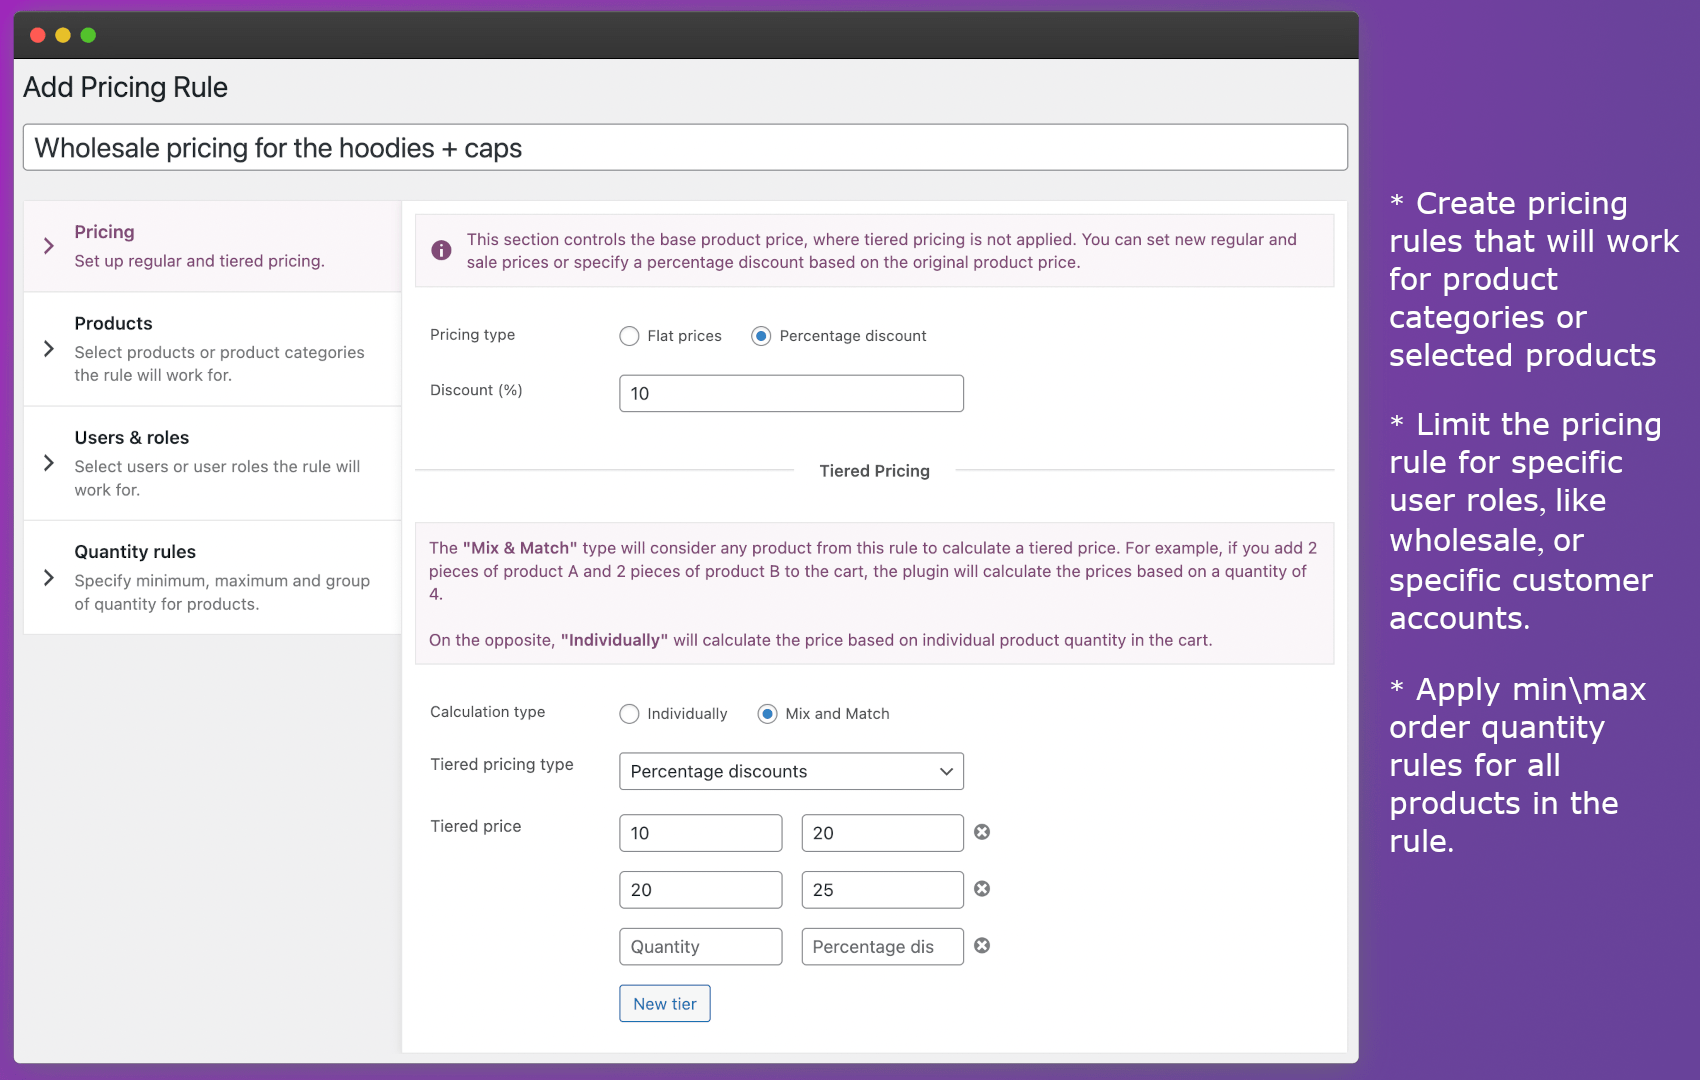 Add Pricing Rule
Wholesale pricing for the hoodies + caps
Pricing
Set up regular and tiered pricing.
Products
Select products or product categories
the rule will work for.
Users & roles
Select users or user roles the rule will
work for.
Quantity rules
Specify minimum, maximum and group
of quantity for products.
This section controls the base product price, where tiered pricing is not applied. You can set new regular and
sale prices or specify a percentage discount based on the original product price.
Pricing type
Flat prices
Percentage discount
Discount (%)
10
Tiered Pricing
The "Mix & Match" type will consider any product from this rule to calculate a tiered price. For example, if you add 2
pieces of product A and 2 pieces of product B to the cart, the plugin will calculate the prices based on a quantity of
4.
On the opposite, "Individually" will calculate the price based on individual product quantity in the cart.
Calculation type
Individually
Mix and Match
Tiered pricing type
Percentage discounts
Tiered price
10
20
20
25
Quantity
Percentage dis
New tier
* Create pricing
rules that will work
for product
categories or
selected products
* Limit the pricing
rule for specific
user roles, like
wholesale, or
specific customer
accounts.
* Apply min\max
order quantity
rules for all
products in the
rule.